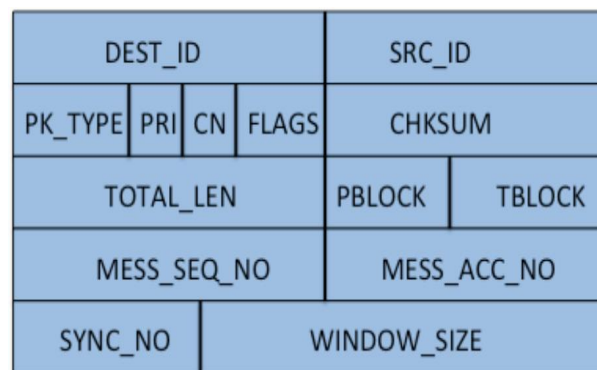 DEST_ID SRC_ID
PK_TYPE PRI CN FLAGS CHKSUM
TOTAL_LEN PBLOCK TBLOCK
MESS_SEQ_NO MESS_ACC_NO
SYNC_NO WINDOW_SIZE